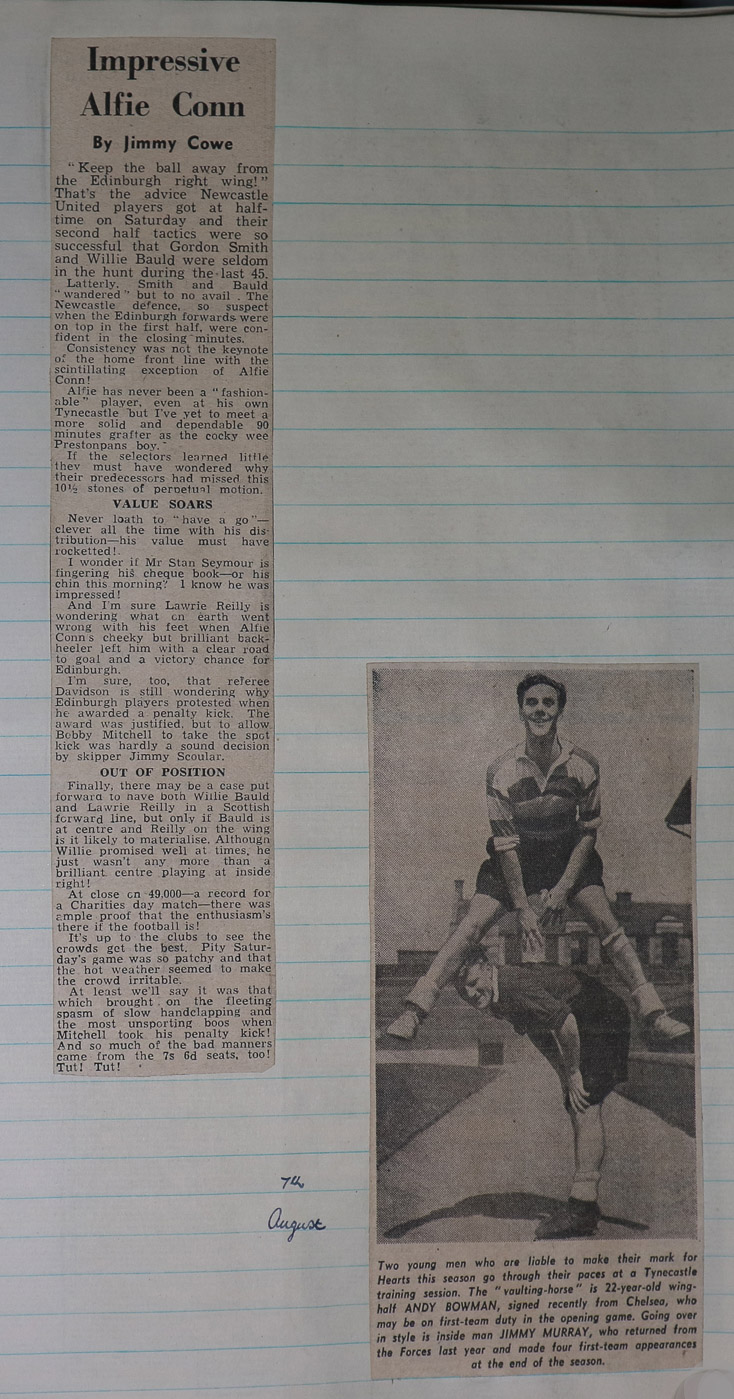 Impressive
Alfie Conn
By Jimmy Cowe
"Keep the ball away from
the Edinburgh right wing!"
That's the advice Newcastle
United players got at half-
time on Saturday and their
second half tactics were so
successful that Gordon Smith
and Willie Bauld were seldom
in the hunt during the last 45.
Latterly, Smith and Bauld
"wandered" but to no avail. The
Newcastle defence, so suspect
when the Edinburgh forwards were
on top in the first half, were con-
fident in the closing minutes.
Consistency was not the keynote
of the home front line with the
scintillating exception of Alfie
Conn!
Alfie has never been a "fashion-
able" player, even at his own
Tynecastle but I've yet to meet a
more solid and dependable 90
minutes grafter as the cocky wee
Prestonpans boy.
If the selectors learned little
they must have wondered why
their predecessors had missed this
10½ stones of perpetual motion.
VALUE SOARS
Never loath to "have a go"—
clever all the time with his dis-
tribution—his value must have
rocketted!
I wonder if Mr Stan Seymour is
fingering his cheque book—or his
chin this morning? I know he was
impressed!
And I'm sure Lawrie Reilly is
wondering what on earth went
wrong with his feet when Alfie
Conn's cheeky but brilliant back-
heeler left him with a clear road
to goal and a victory chance for
Edinburgh.
I'm sure, too, that referee
Davidson is still wondering why
Edinburgh players protested when
he awarded a penalty kick. The
award was justified, but to allow
Bobby Mitchell to take the spot
kick was hardly a sound decision
by skipper Jimmy Scoular.
OUT OF POSITION
Finally, there may be a case put
forward to have both Willie Bauld
and Lawrie Reilly in a Scottish
forward line, but only if Bauld is
at centre and Reilly on the wing
is it likely to materialise. Although
Willie promised well at times, he
just wasn't any more than a
brilliant centre playing at inside
right!
At close on 49,000—a record for
a Charities day match—there was
ample proof that the enthusiasm's
there if the football is!
It's up to the clubs to see the
crowds get the best. Pity Satur-
day's game was so patchy and that
the hot weather seemed to make
the crowd irritable.
At least we'll say it was that
which brought on the fleeting
spasm of slow handclapping and
the most unsporting boos when
Mitchell took his penalty kick!
And so much of the bad manners
came from the 7s 6d seats, too!
Tut! Tut!
7th
August
Two young men who are liable to make their mark for
Hearts this season go through their paces at a Tynecastle
training session. The "vaulting-horse" is 22-year-old wing-
half ANDY BOWMAN, signed recently from Chelsea, who
may be on first-team duty in the opening game. Going over
in style is inside man JIMMY MURRAY, who returned from
the Forces last year and made four first-team appearances
at the end of the season.